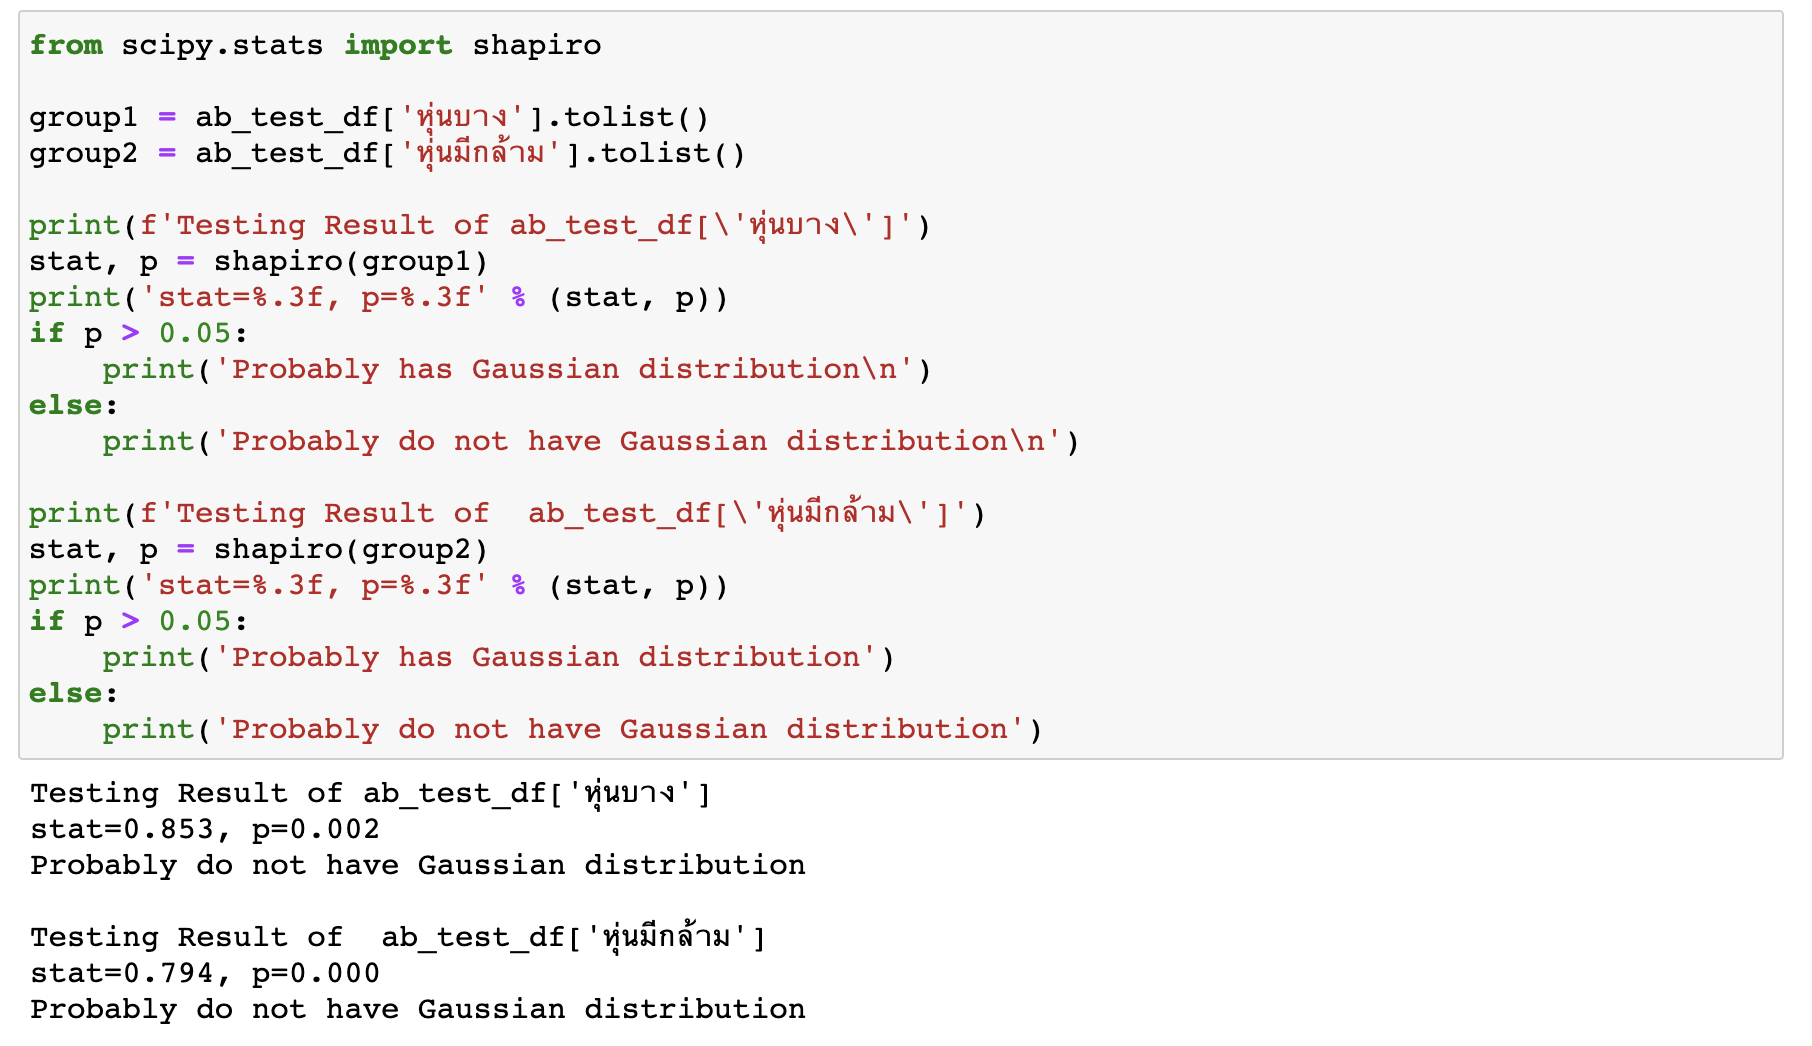 from scipy.stats import shapiro
group1 = ab_test_df['หุ่นบาง'].tolist()
group2 = ab_test_df['หุ่นมีกล้าม'].tolist()
print(f'Testing Result of ab_test_df[\'หุ่นบาง\']')
stat, p = shapiro(group1)
print('stat=%.3f, p=%.3f' % (stat, p))
if p > 0.05:
    print('Probably has Gaussian distribution\n')
else:
    print('Probably do not have Gaussian distribution\n')
print(f'Testing Result of  ab_test_df[\'หุ่นมีกล้าม\']')
stat, p = shapiro(group2)
print('stat=%.3f, p=%.3f' % (stat, p))
if p > 0.05:
    print('Probably has Gaussian distribution')
else:
    print('Probably do not have Gaussian distribution')
Testing Result of ab_test_df['หุ่นบาง']
stat=0.853, p=0.002
Probably do not have Gaussian distribution
Testing Result of  ab_test_df['หุ่นมีกล้าม']
stat=0.794, p=0.000
Probably do not have Gaussian distribution